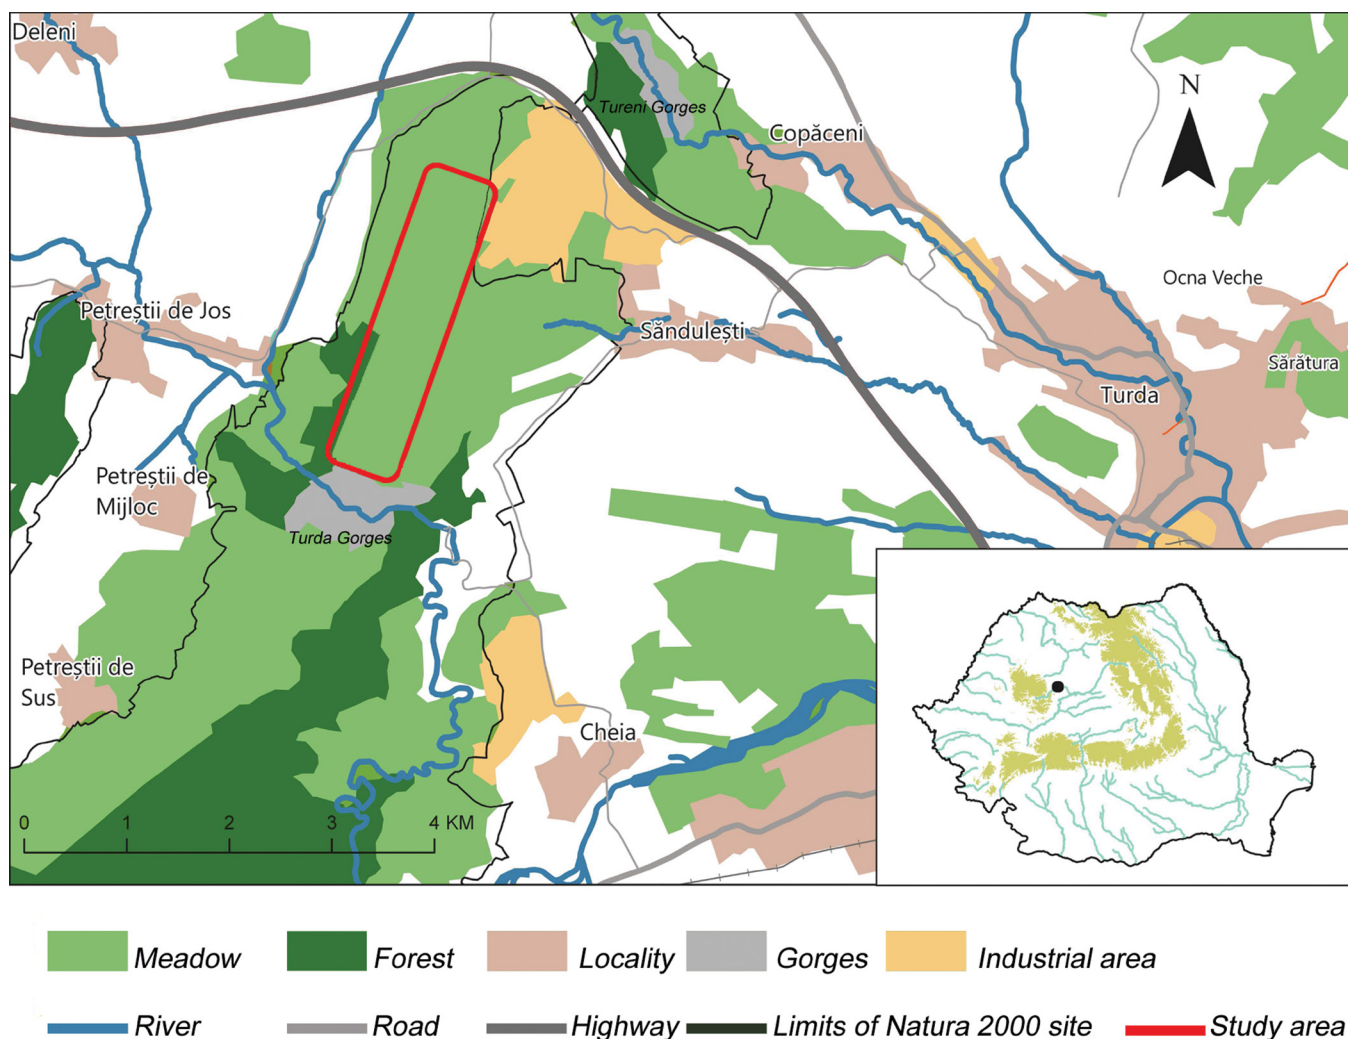 Deleni
Tureni Gorges
Copăceni
N
Ocna Veche
Petreștii de Jos
Săndulești
Sărătura
Turda
Petreștii de
Mijloc
Turda Gorges
Petreștii de
Sus
Cheia
0 1 2 3 4 KM
Meadow Forest Locality Gorges Industrial area
River Road Highway Limits of Natura 2000 site Study area